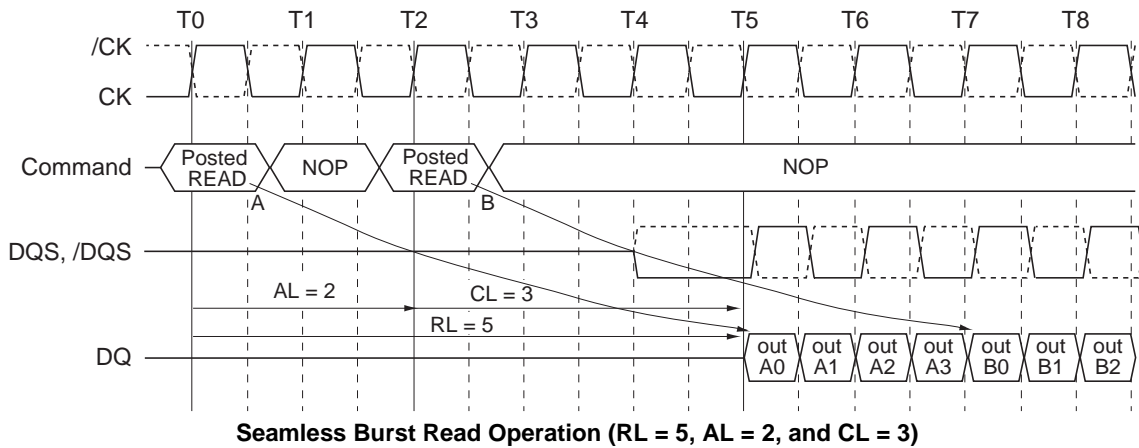 T0 T1 T2 T3 T4 T5 T6 T7 T8
/CK
CK
Command
Posted
READ
NOP
Posted
READ
NOP
A
B
DQS, /DQS
AL = 2
CL = 3
RL = 5
DQ
out
A0
out
A1
out
A2
out
A3
out
B0
out
B1
out
B2
Seamless Burst Read Operation (RL = 5, AL = 2, and CL = 3)